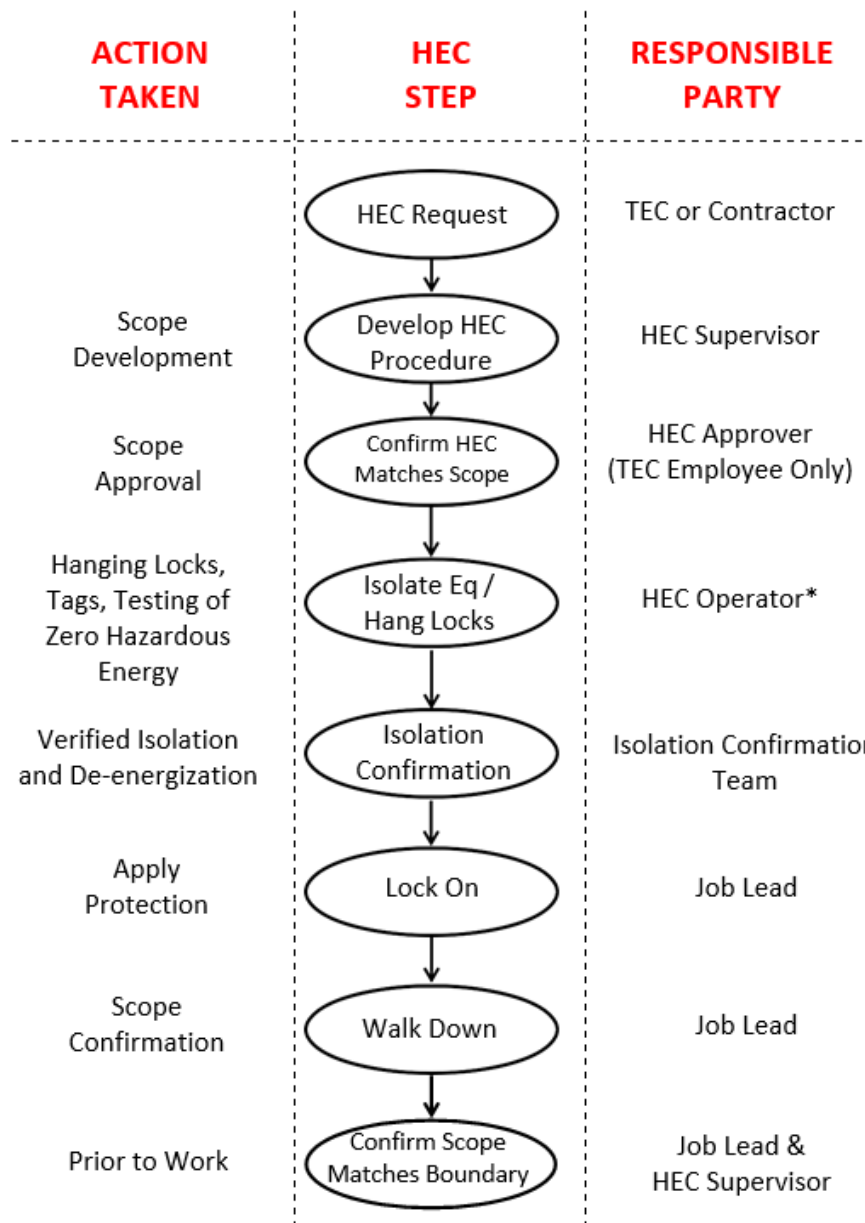 ACTION
TAKEN
HEC
STEP
RESPONSIBLE
PARTY
HEC Request
TEC or Contractor
Scope
Development
Develop HEC
Procedure
HEC Supervisor
Scope
Approval
Confirm HEC
Matches Scope
HEC Approver
(TEC Employee Only)
Hanging Locks,
Tags, Testing of
Zero Hazardous
Energy
Isolate Eq /
Hang Locks
HEC Operator*
Verified Isolation
and De-energization
Isolation
Confirmation
Isolation Confirmation
Team
Apply
Protection
Lock On
Job Lead
Scope
Confirmation
Walk Down
Job Lead
Prior to Work
Confirm Scope
Matches Boundary
Job Lead &
HEC Supervisor